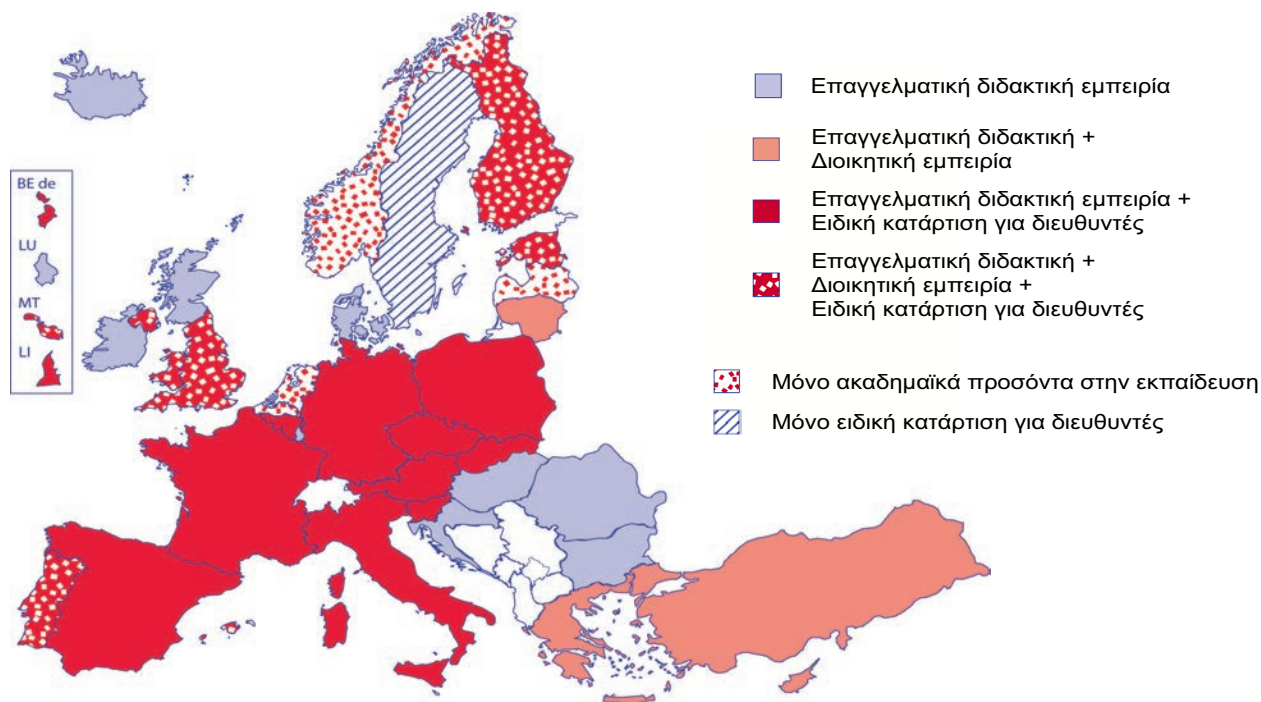 BE de
LU
MT
LI
Επαγγελματική διδακτική εμπειρία
Επαγγελματική διδακτική +
Διοικητική εμπειρία
Επαγγελματική διδακτική εμπειρία +
Ειδική κατάρτιση για διευθυντές
Επαγγελματική διδακτική +
Διοικητική εμπειρία +
Ειδική κατάρτιση για διευθυντές
Μόνο ακαδημαϊκά προσόντα στην εκπαίδευση
Μόνο ειδική κατάρτιση για διευθυντές